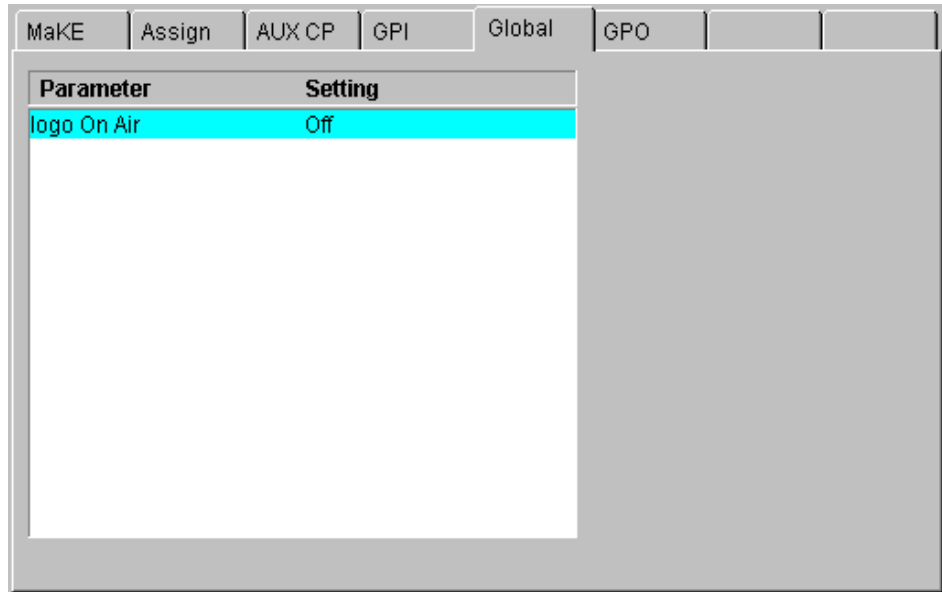 MaKE Assign AUX CP GPI Global GPO
Parameter Setting
logo On Air Off